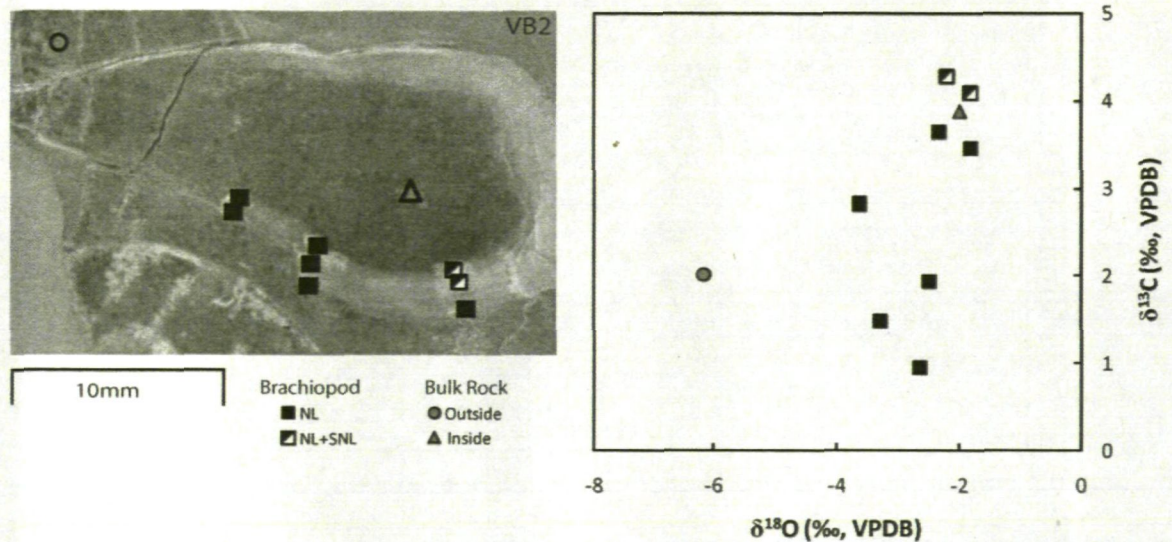 VB2
10mm
Brachiopod
NL
NL+SNL
Bulk Rock
Outside
Inside
5
4
3
2
1
0
-8
-6
-4
-2
0
δ¹³C (‰, VPDB)
δ¹⁸O (‰, VPDB)